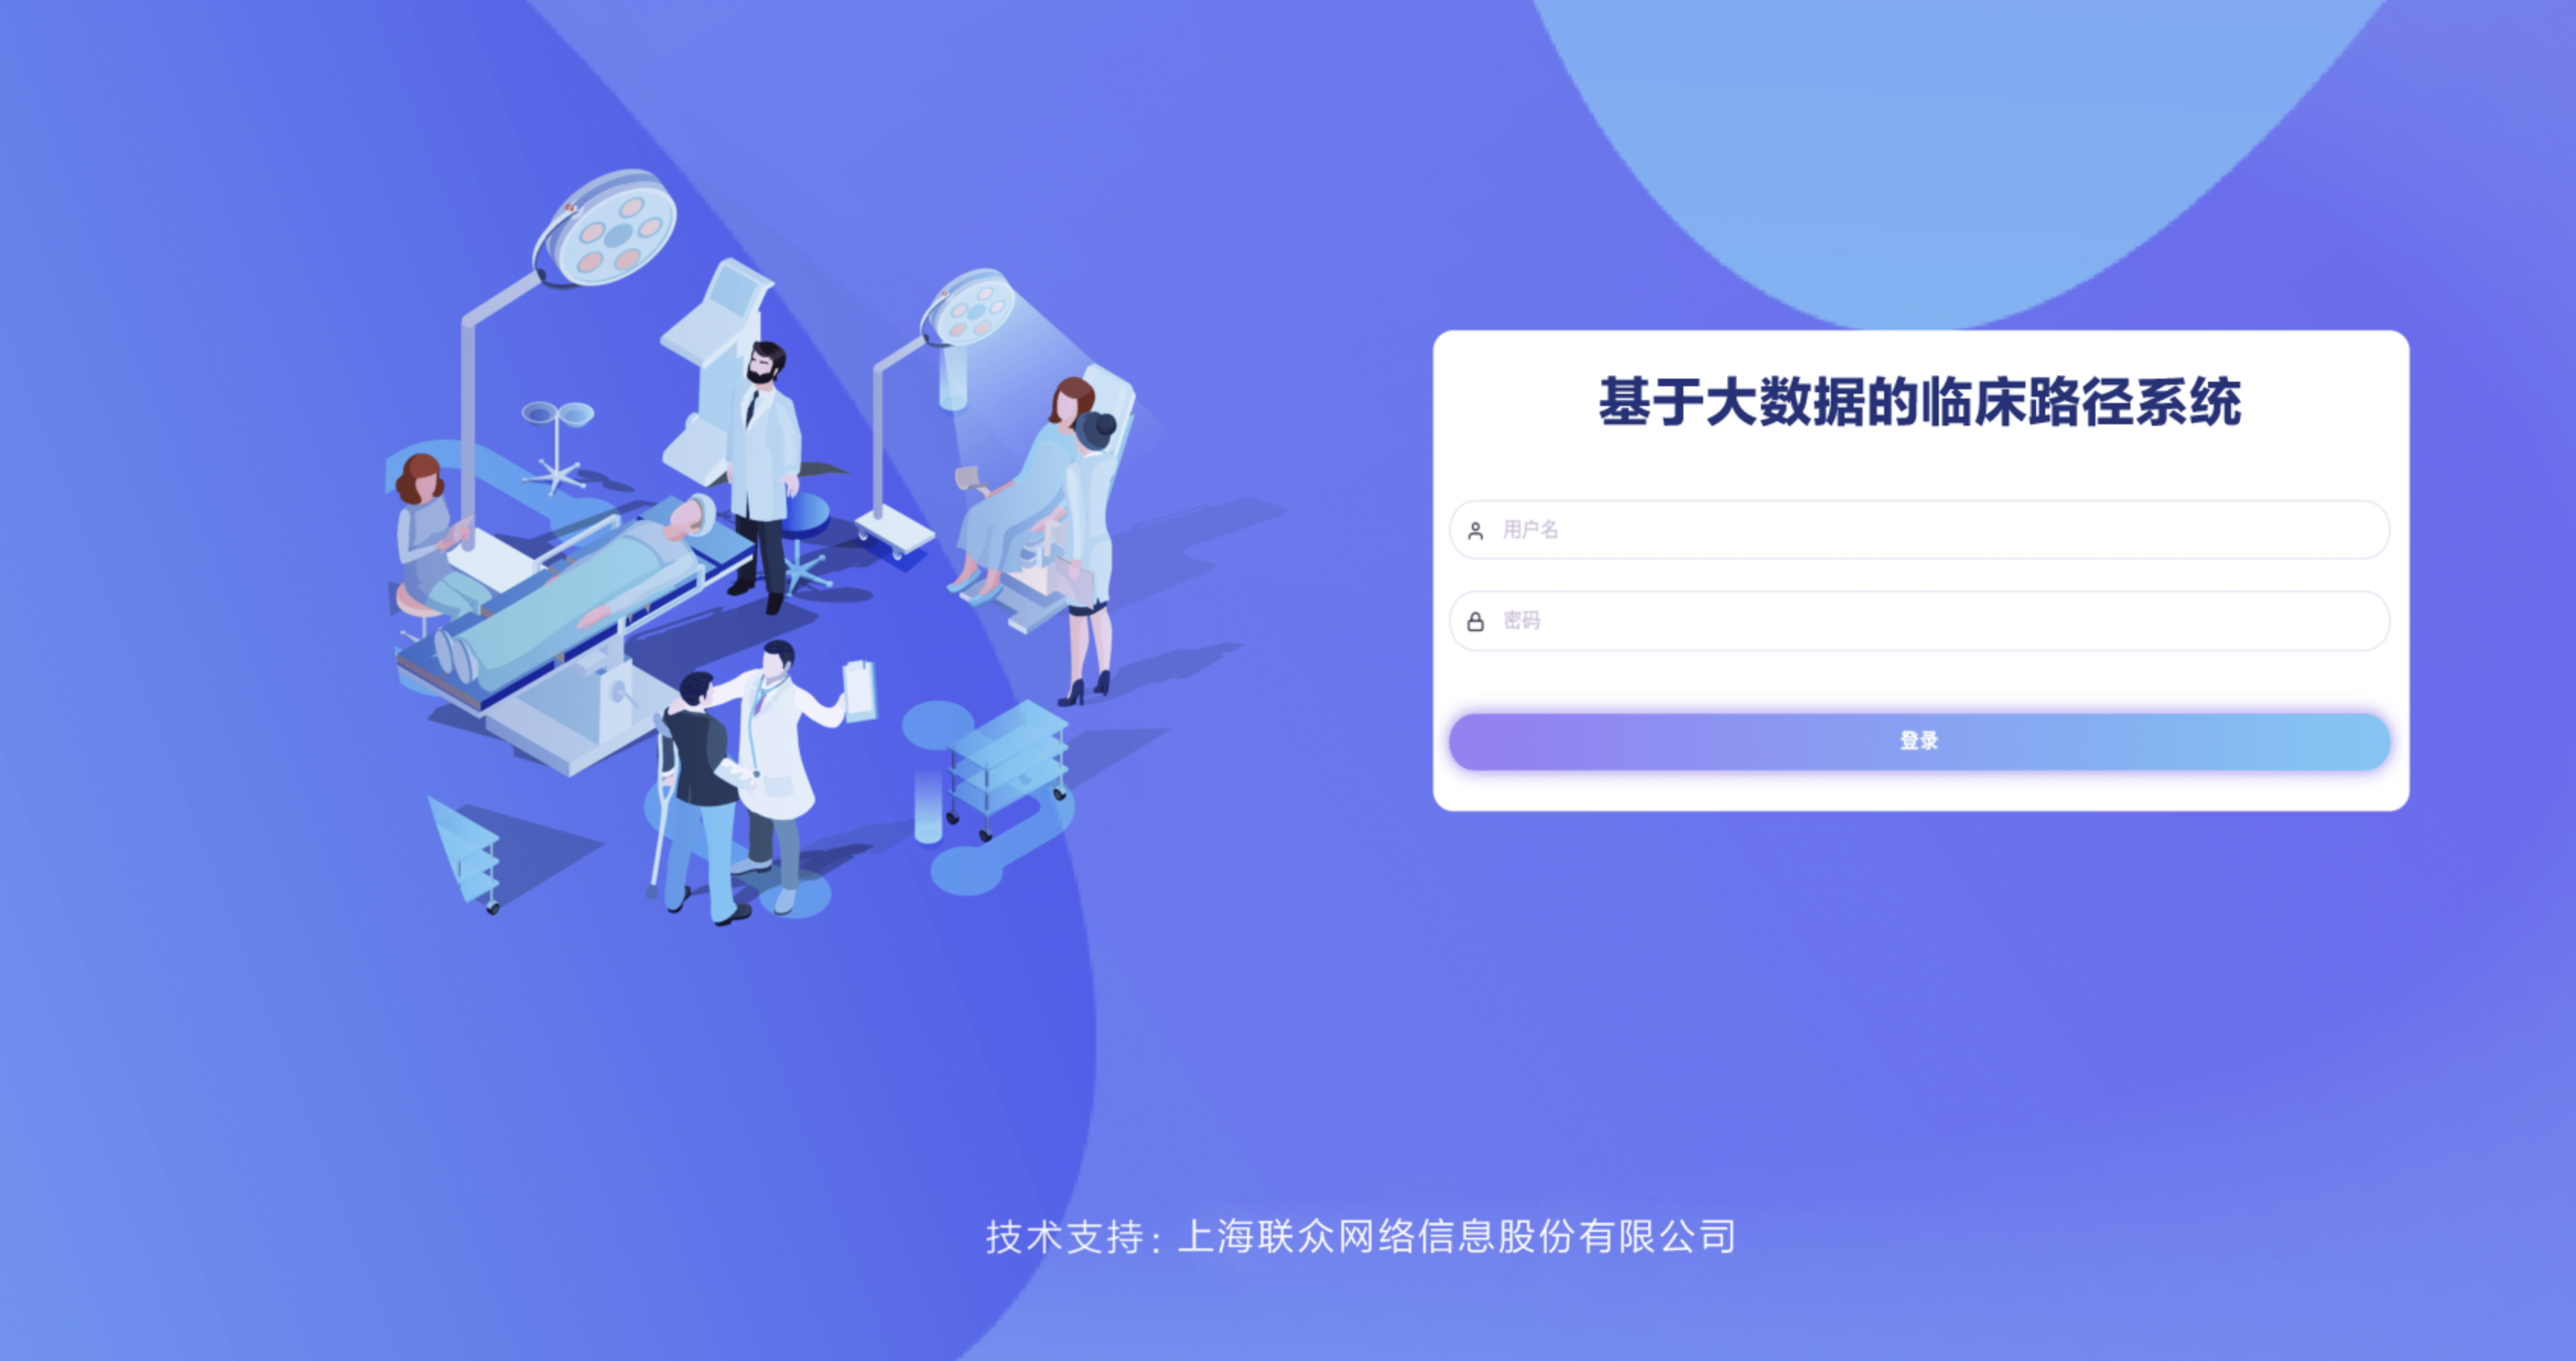 基于大数据的临床路径系统
用户名
密码
登录
技术支持：上海联众网络信息股份有限公司